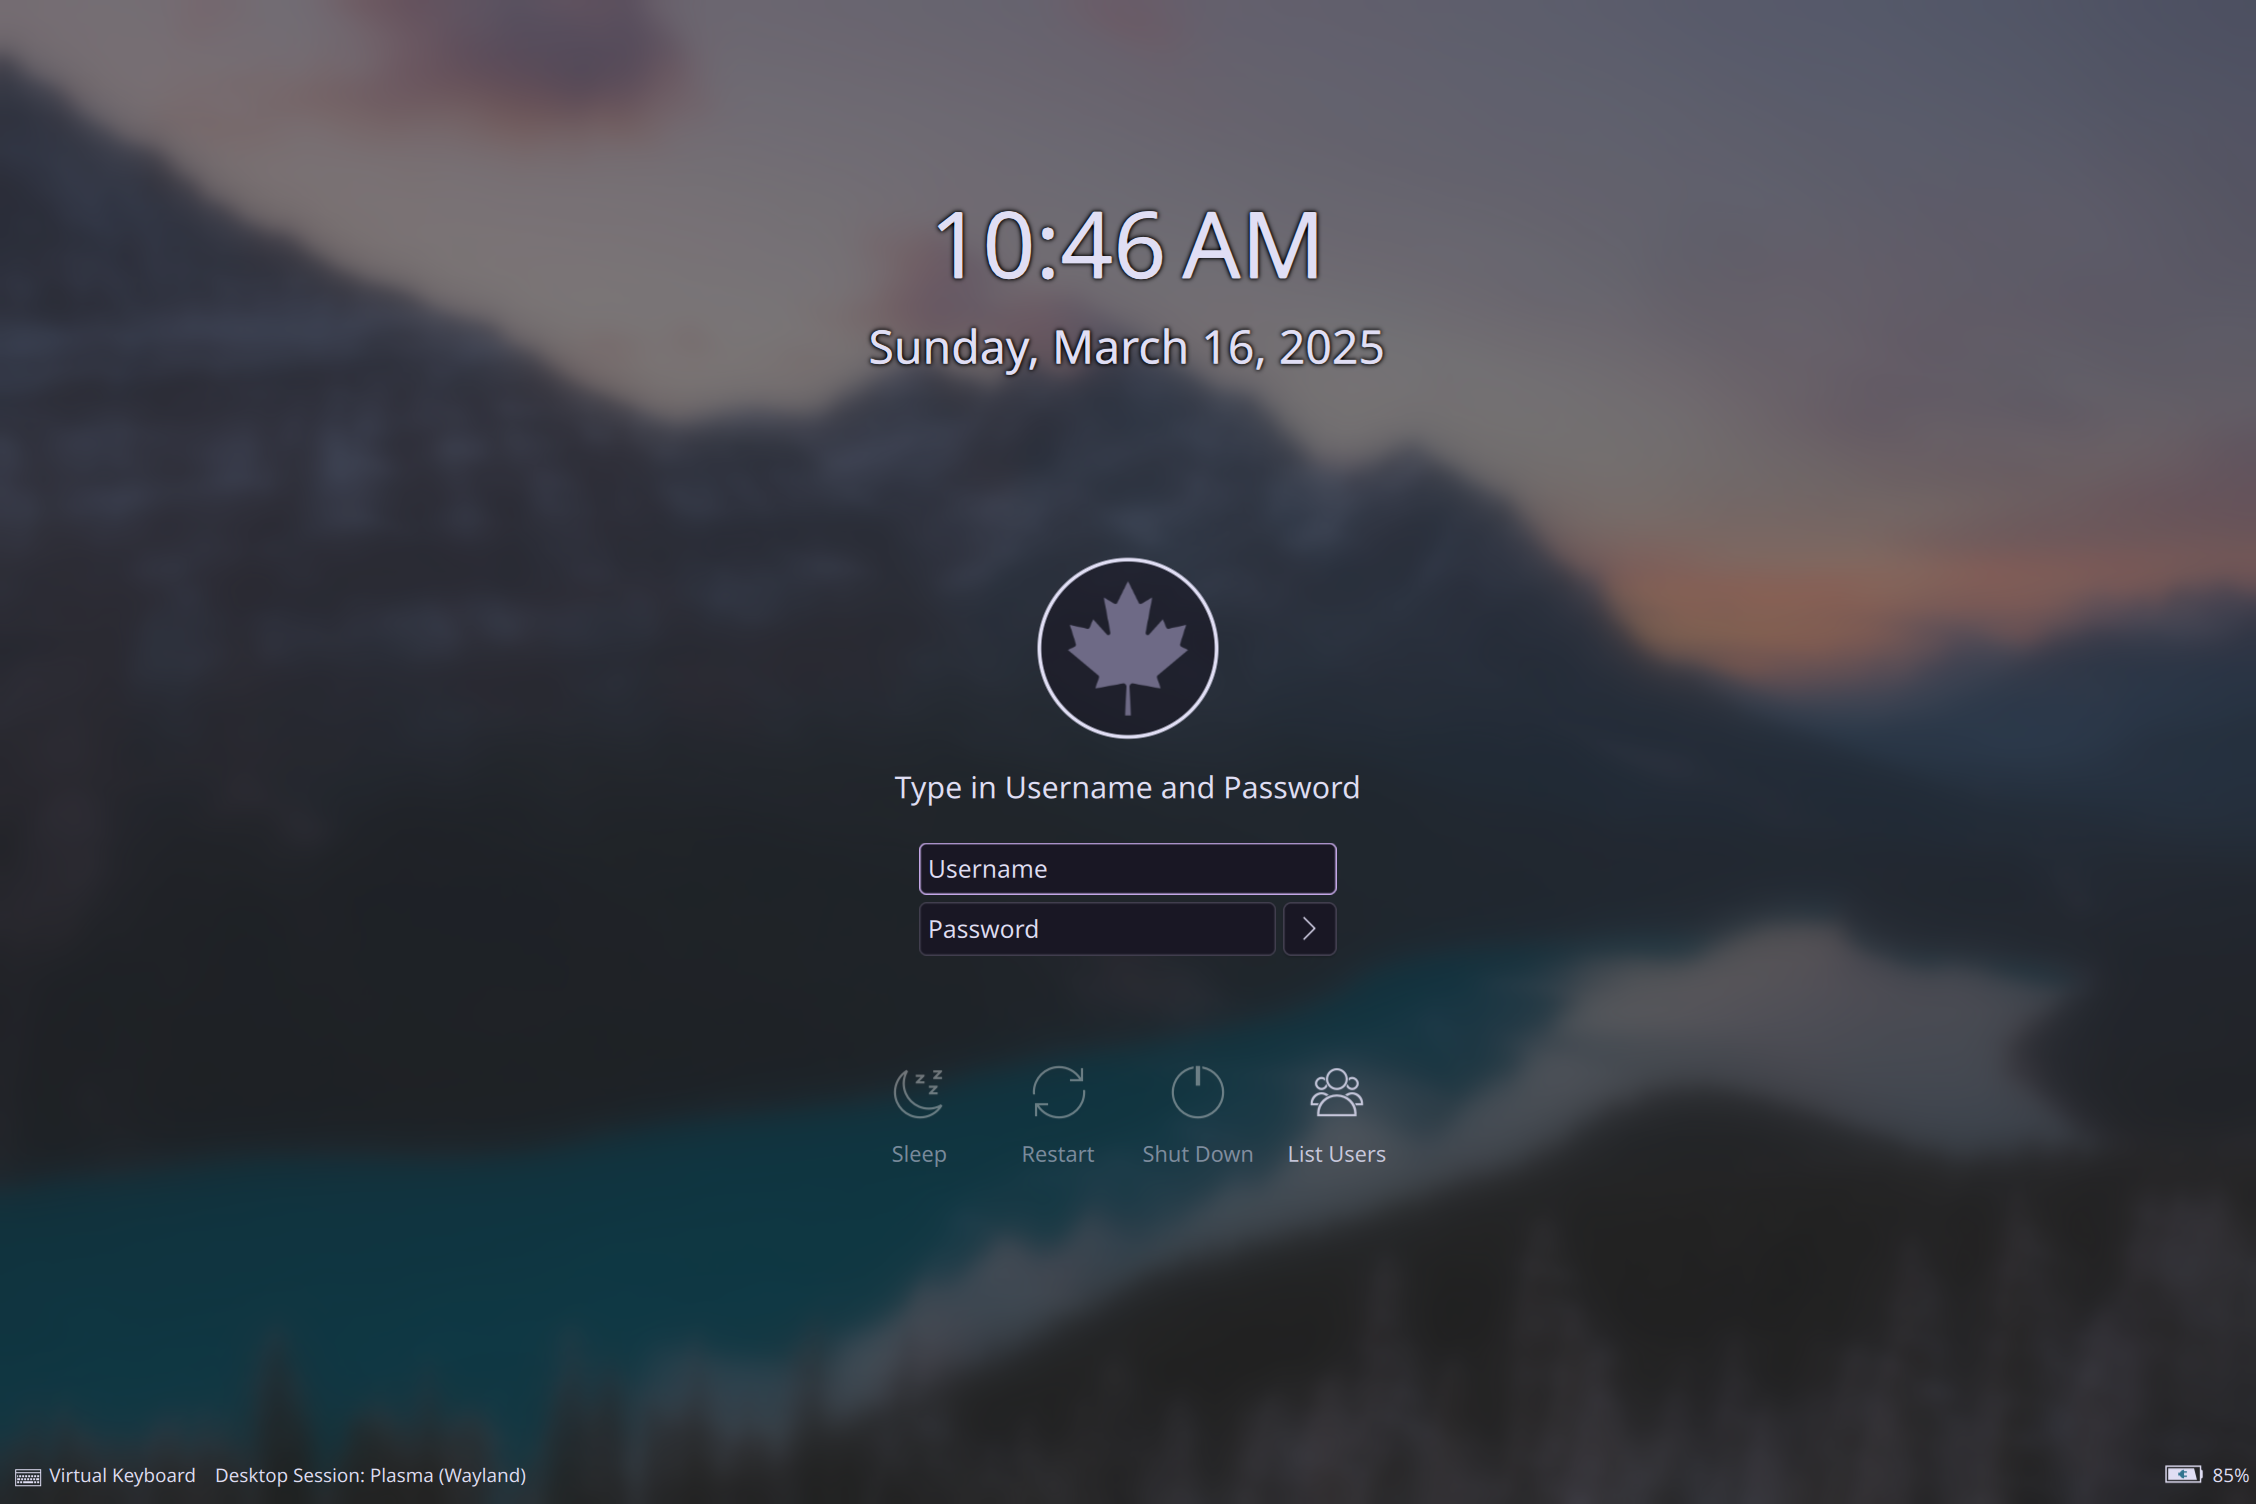 10:46 AM
Sunday, March 16, 2025
Type in Username and Password
Username
Password
Sleep
Restart
Shut Down
List Users
Virtual Keyboard
Desktop Session: Plasma (Wayland)
85%